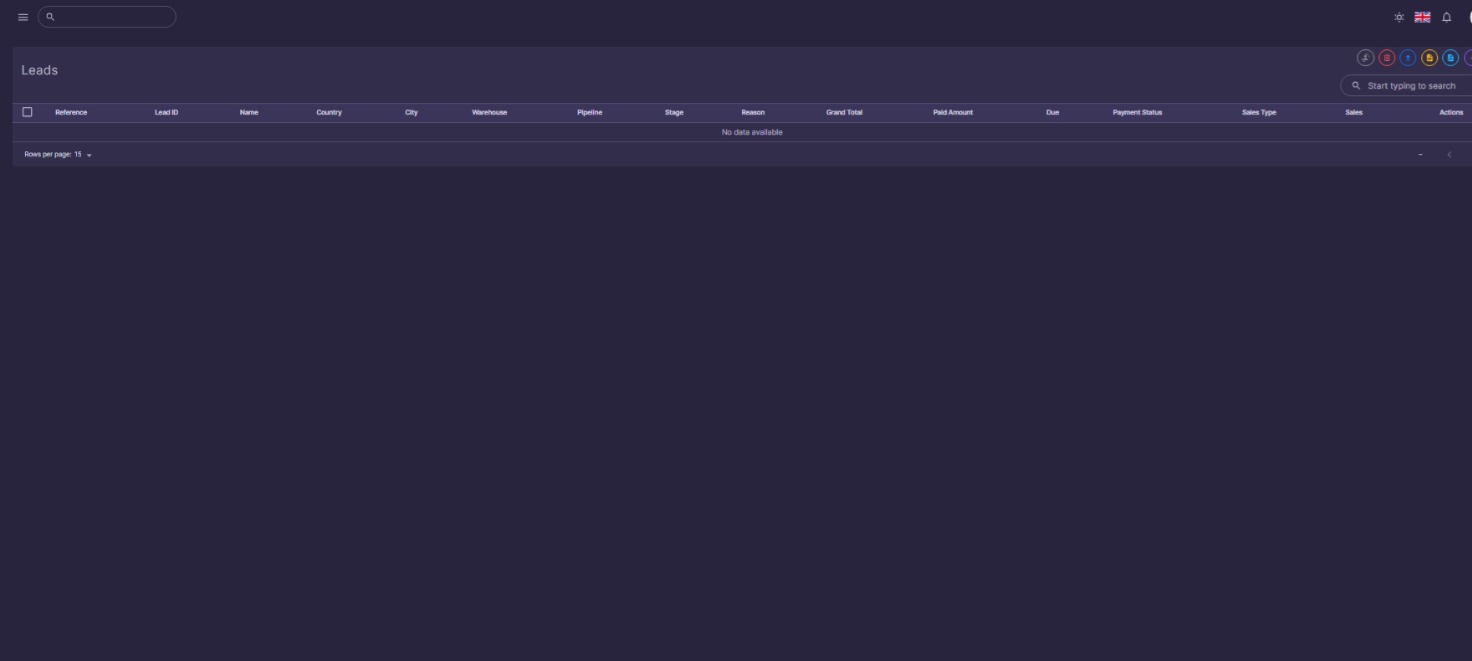 Leads
Start typing to search
Reference Lead ID Name Country City Warehouse Pipeline Stage Reason Grand Total Paid Amount Due Payment Status Sales Type Sales Actions
No data available
Rows per page: 15 –